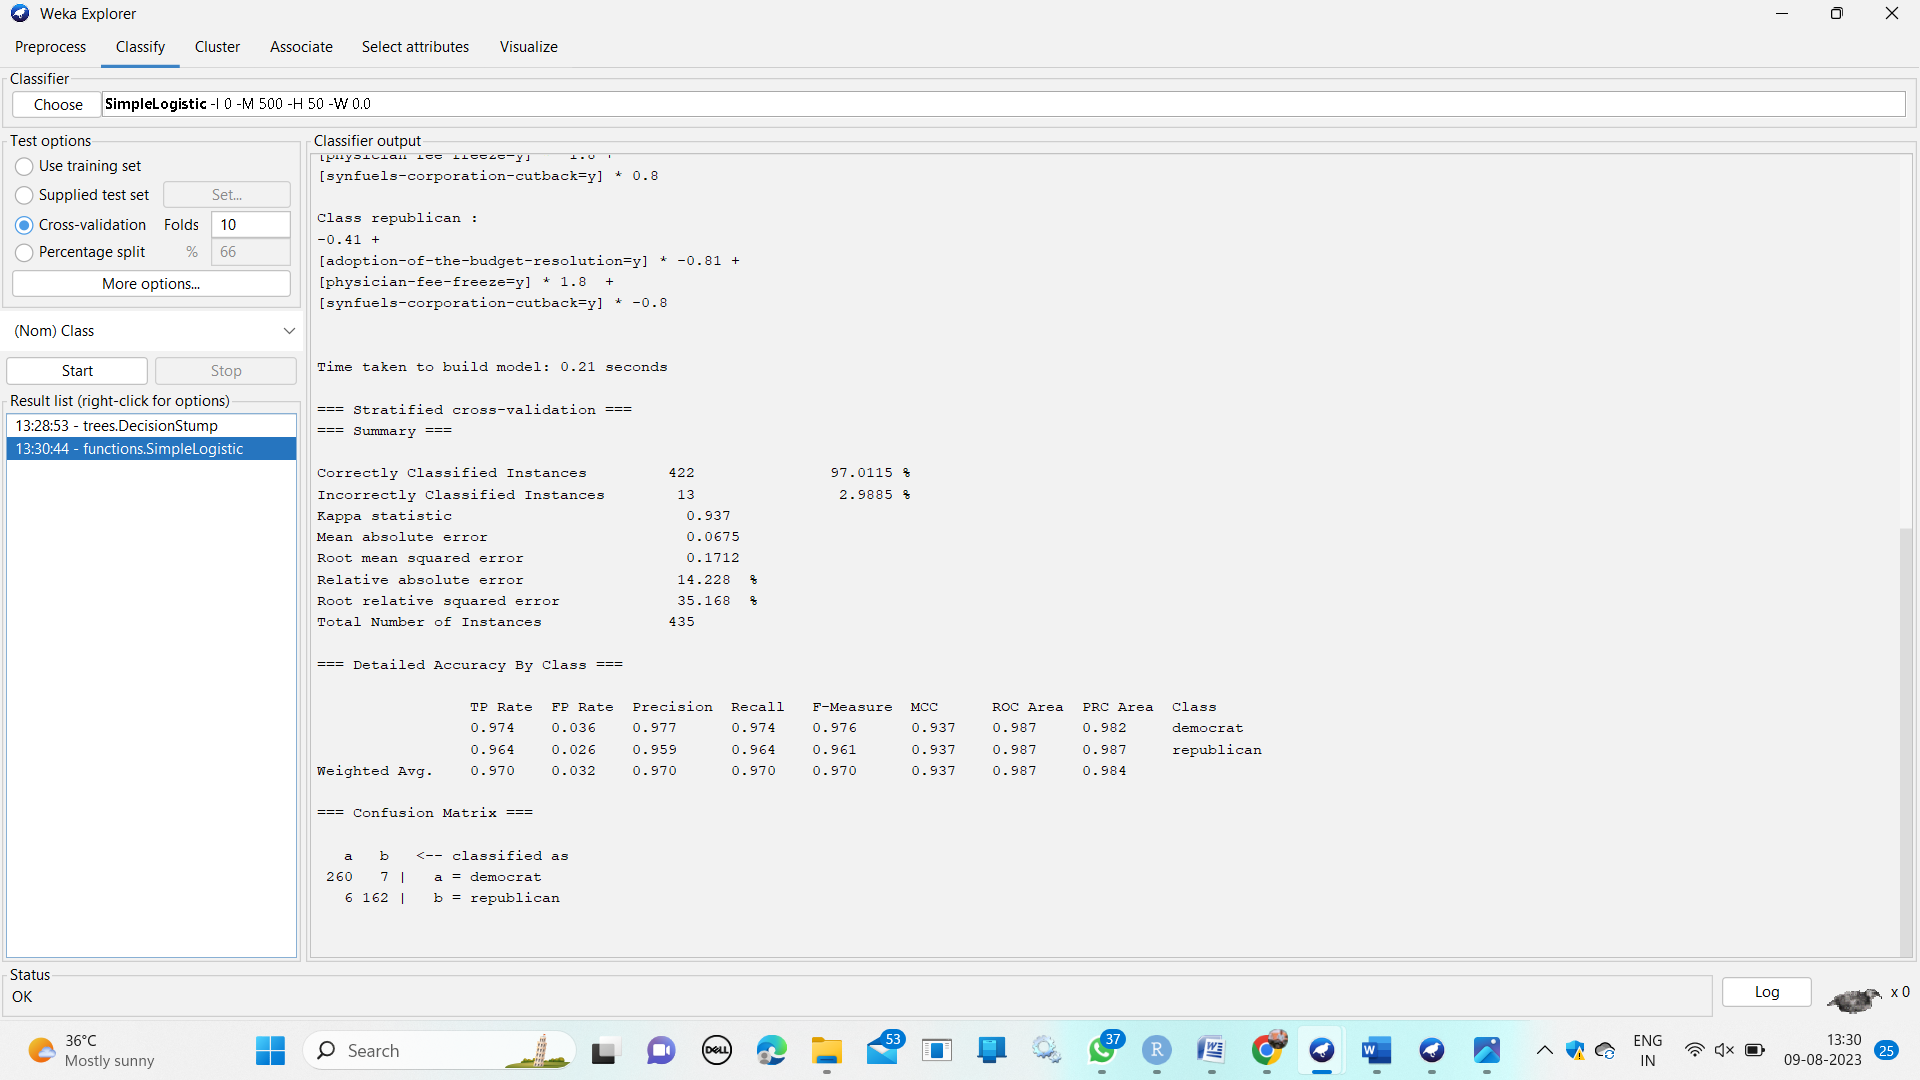 Weka Explorer
Preprocess Classify Cluster Associate Select attributes Visualize
Classifier
Choose SimpleLogistic -I 0 -M 500 -H 50 -W 0.0
Test options
Use training set
Supplied test set Set...
Cross-validation Folds 10
Percentage split % 66
More options...
(Nom) Class
Start Stop
Result list (right-click for options)
13:28:53 - trees.DecisionStump
13:30:44 - functions.SimpleLogistic
Classifier output
[physician-fee-freeze=y] 1.8 +
[synfuels-corporation-cutback=y] * 0.8
Class republican :
-0.41 +
[adoption-of-the-budget-resolution=y] * -0.81 +
[physician-fee-freeze=y] * 1.8 +
[synfuels-corporation-cutback=y] * -0.8
Time taken to build model: 0.21 seconds
=== Stratified cross-validation ===
=== Summary ===
Correctly Classified Instances 422 97.0115 %
Incorrectly Classified Instances 13 2.9885 %
Kappa statistic 0.937
Mean absolute error 0.0675
Root mean squared error 0.1712
Relative absolute error 14.228 %
Root relative squared error 35.168 %
Total Number of Instances 435
=== Detailed Accuracy By Class ===
TP Rate FP Rate Precision Recall F-Measure MCC ROC Area PRC Area Class
0.974 0.036 0.977 0.974 0.976 0.937 0.987 0.982 democrat
0.964 0.026 0.959 0.964 0.961 0.937 0.987 0.987 republican
Weighted Avg. 0.970 0.032 0.970 0.970 0.970 0.937 0.987 0.984
=== Confusion Matrix ===
a b <-- classified as
260 7 | a = democrat
6 162 | b = republican
Status
OK
Log
x 0
36°C
Mostly sunny
Search
DELL
53
37
R
W
W
ENG
IN
13:30
09-08-2023
25